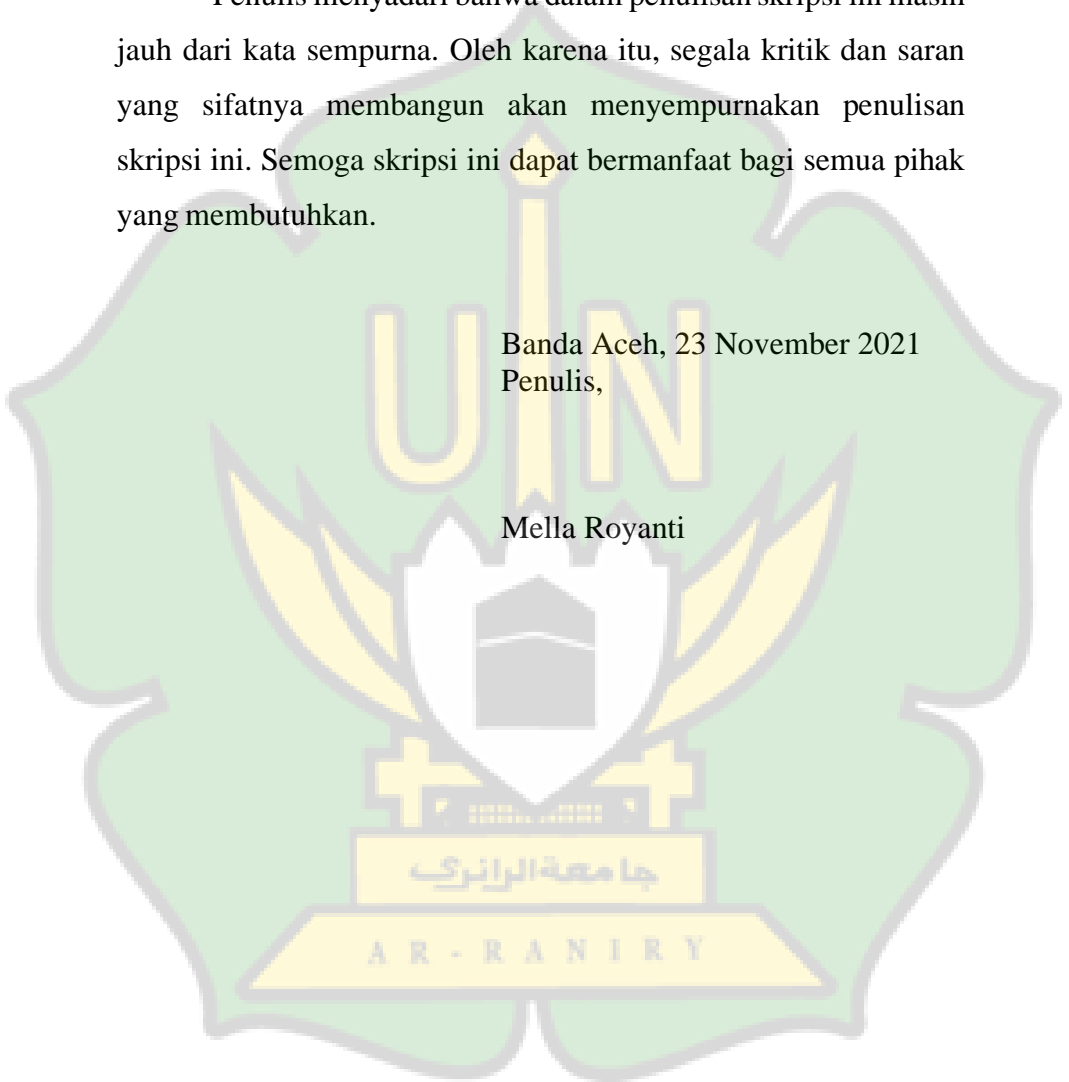 Penulis menyadari bahwa dalam penulisan skripsi ini masih
jauh dari kata sempurna. Oleh karena itu, segala kritik dan saran
yang sifatnya membangun akan menyempurnakan penulisan
skripsi ini. Semoga skripsi ini dapat bermanfaat bagi semua pihak
yang membutuhkan.
Banda Aceh, 23 November 2021
Penulis,
UIN
Mella Royanti
جامعة الرانري
AR-RANIRY